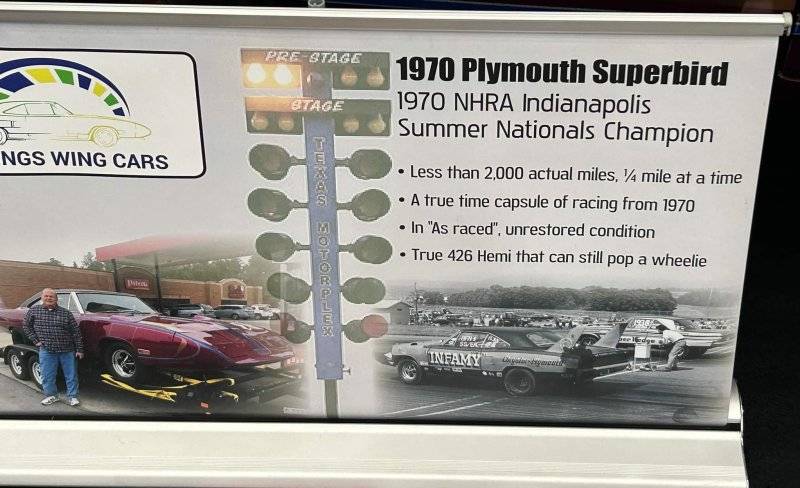 1970 Plymouth Superbird
1970 NHRA Indianapolis
Summer Nationals Champion
• Less than 2,000 actual miles, ¼ mile at a time
• A true time capsule of racing from 1970
• In "As raced", unrestored condition
• True 426 Hemi that can still pop a wheelie
PRE-STAGE
STAGE
TEXAS MOTORPLEX
NGS WING CARS
INFAMY
Chrysler-Plymouth